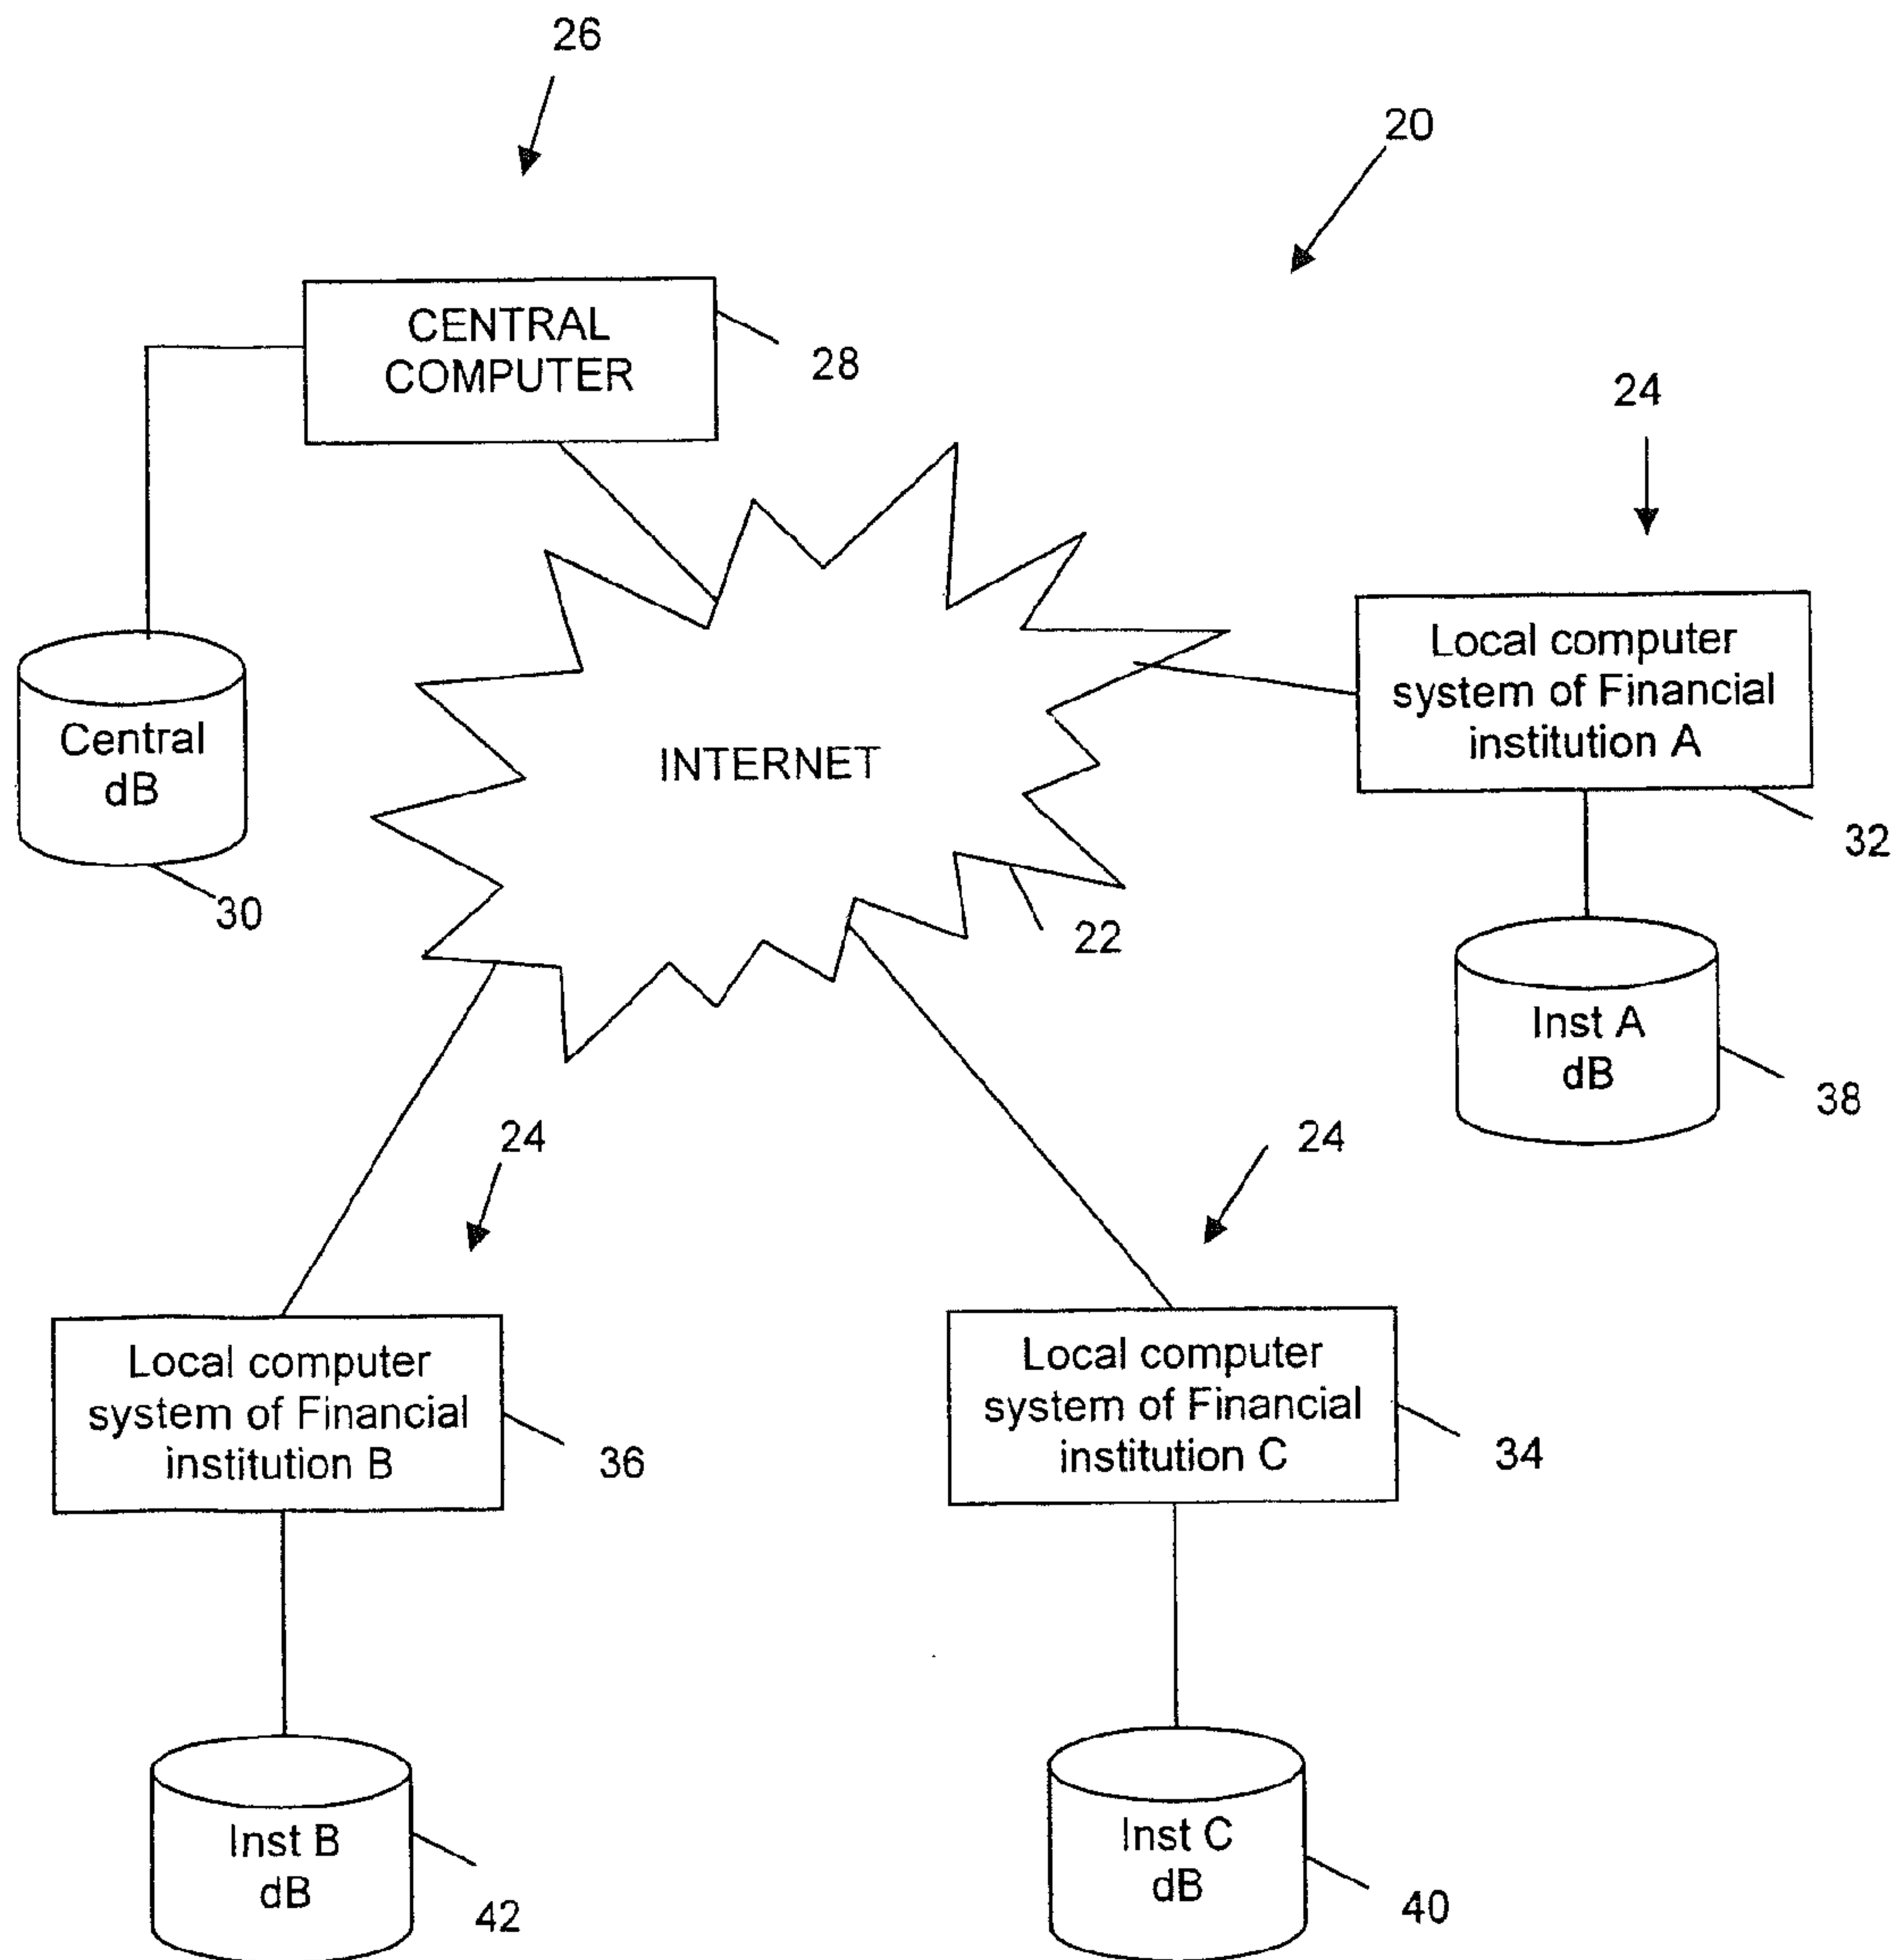 26
20
CENTRAL
COMPUTER
28
24
Local computer
system of Financial
institution A
32
Central
dB
30
INTERNET
22
Inst A
dB
38
24
24
Local computer
system of Financial
institution B
36
Local computer
system of Financial
institution C
34
Inst B
dB
42
Inst C
dB
40